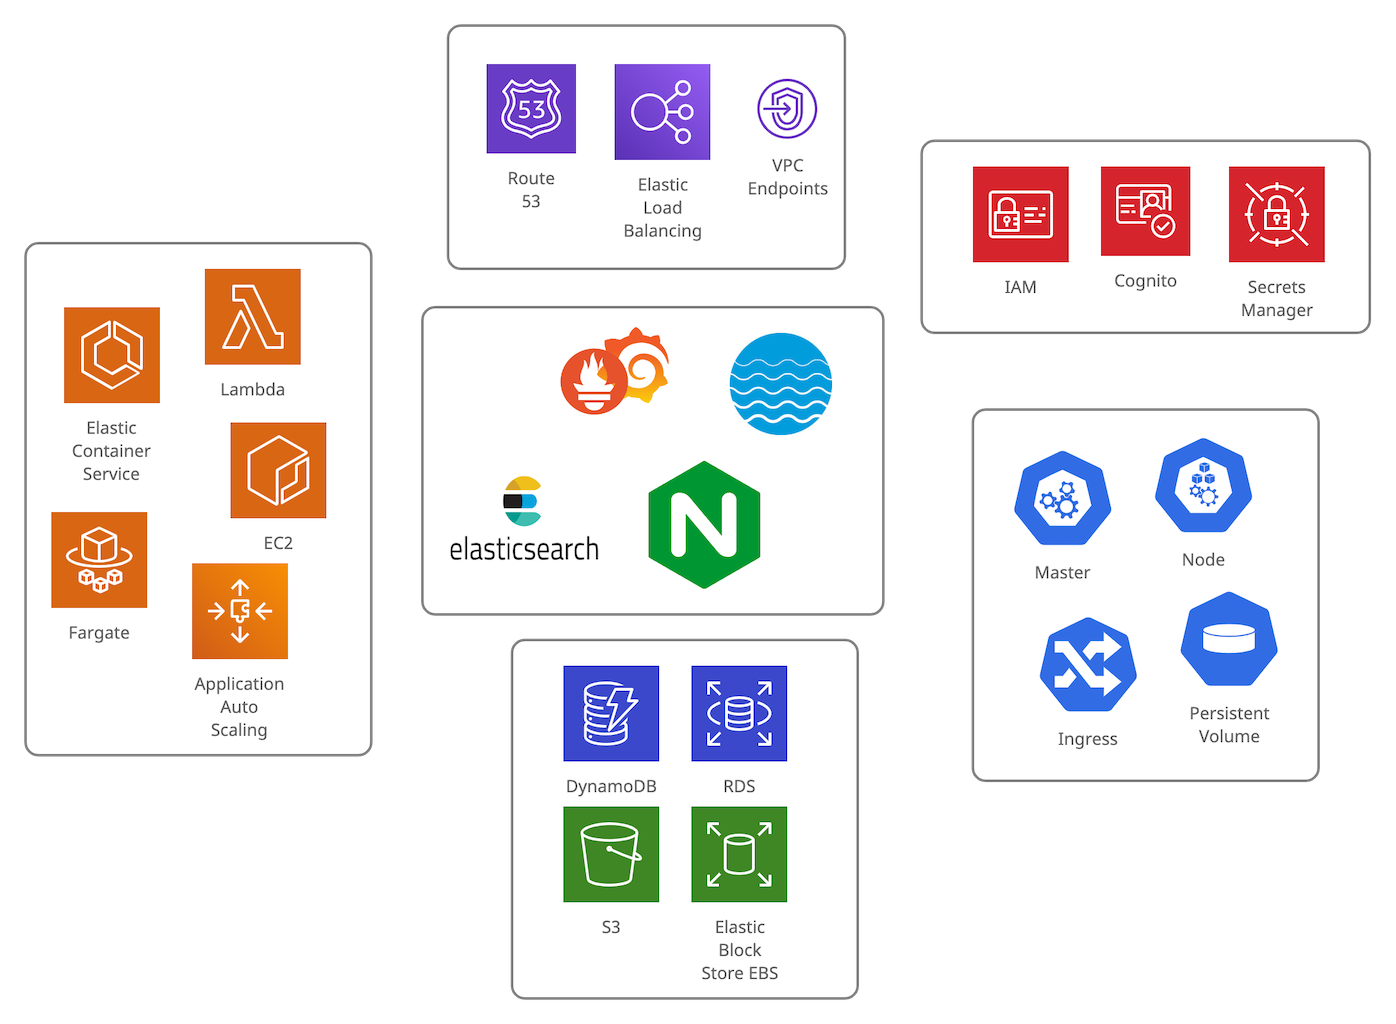 53
Route
53
Elastic
Load
Balancing
VPC
Endpoints
IAM
Cognito
Secrets
Manager
Lambda
Elastic
Container
Service
EC2
Fargate
Application
Auto
Scaling
elasticsearch
N
Master
Node
Ingress
Persistent
Volume
DynamoDB
RDS
S3
Elastic
Block
Store EBS